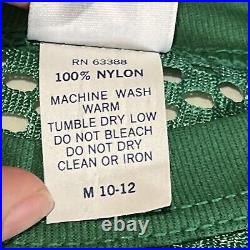 RN 63388
100% NYLON
MACHINE WASH
WARM
TUMBLE DRY LOW
DO NOT BLEACH
DO NOT DRY
CLEAN OR IRON
M 10-12